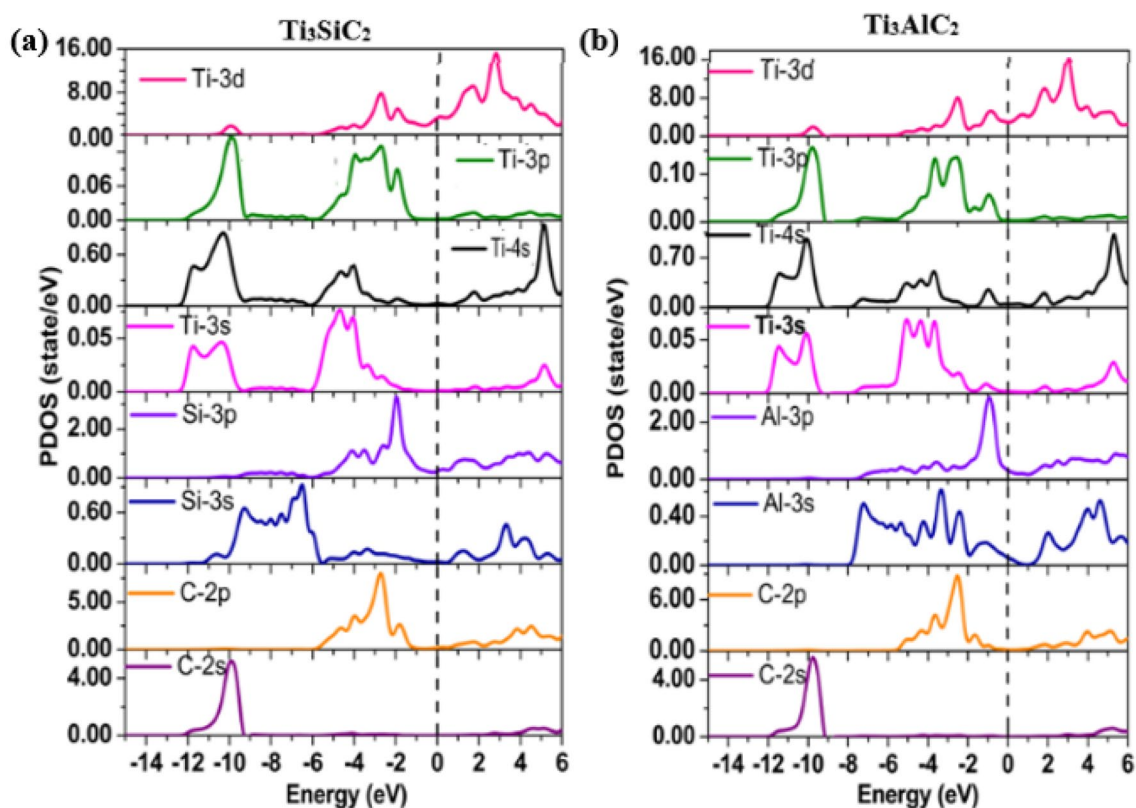 (a)
Ti₃SiC₂
PDOS (state/eV)
16.00
8.00
0.00
Ti-3d
0.06
0.00
Ti-3p
0.60
0.00
Ti-4s
0.05
0.00
Ti-3s
2.00
0.00
Si-3p
0.60
0.00
Si-3s
5.00
0.00
C-2p
4.00
0.00
C-2s
-14 -12 -10 -8 -6 -4 -2 0 2 4 6
Energy (eV)
(b)
Ti₃AlC₂
PDOS (state/eV)
16.00
8.00
0.00
Ti-3d
0.10
0.00
Ti-3p
0.70
0.00
Ti-4s
0.05
0.00
Ti-3s
2.00
0.00
Al-3p
0.40
0.00
Al-3s
6.00
0.00
C-2p
4.00
0.00
C-2s
-14 -12 -10 -8 -6 -4 -2 0 2 4 6
Energy (eV)